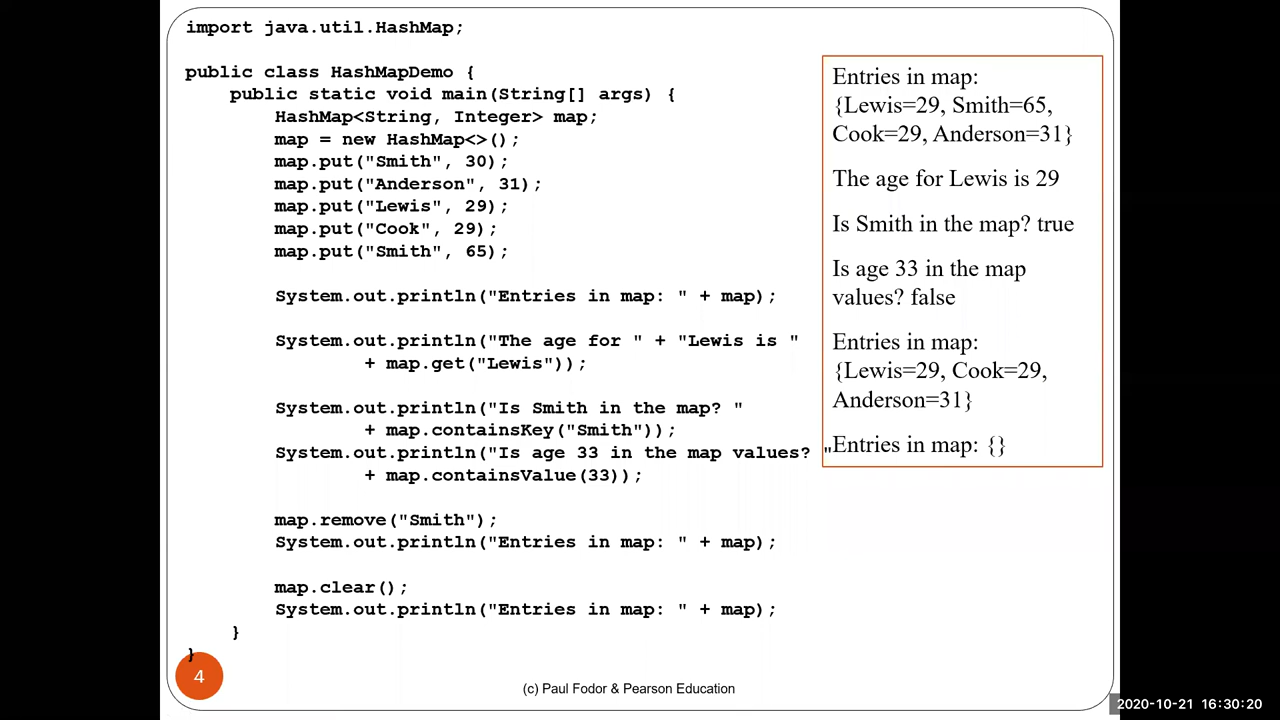 import java.util.HashMap;
public class HashMapDemo {
public static void main(String[] args) {
HashMap<String, Integer> map;
map = new HashMap<>();
map.put("Smith", 30);
map.put("Anderson", 31);
map.put("Lewis", 29);
map.put("Cook", 29);
map.put("Smith", 65);
System.out.println("Entries in map: " + map);
System.out.println("The age for " + "Lewis is "
+ map.get("Lewis"));
System.out.println("Is Smith in the map? "
+ map.containsKey("Smith"));
System.out.println("Is age 33 in the map values? "
+ map.containsValue(33));
map.remove("Smith");
System.out.println("Entries in map: " + map);
map.clear();
System.out.println("Entries in map: " + map);
}
}
Entries in map:
{Lewis=29, Smith=65,
Cook=29, Anderson=31}
The age for Lewis is 29
Is Smith in the map? true
Is age 33 in the map
values? false
Entries in map:
{Lewis=29, Cook=29,
Anderson=31}
Entries in map: {}
4
(c) Paul Fodor & Pearson Education
2020-10-21 16:30:20